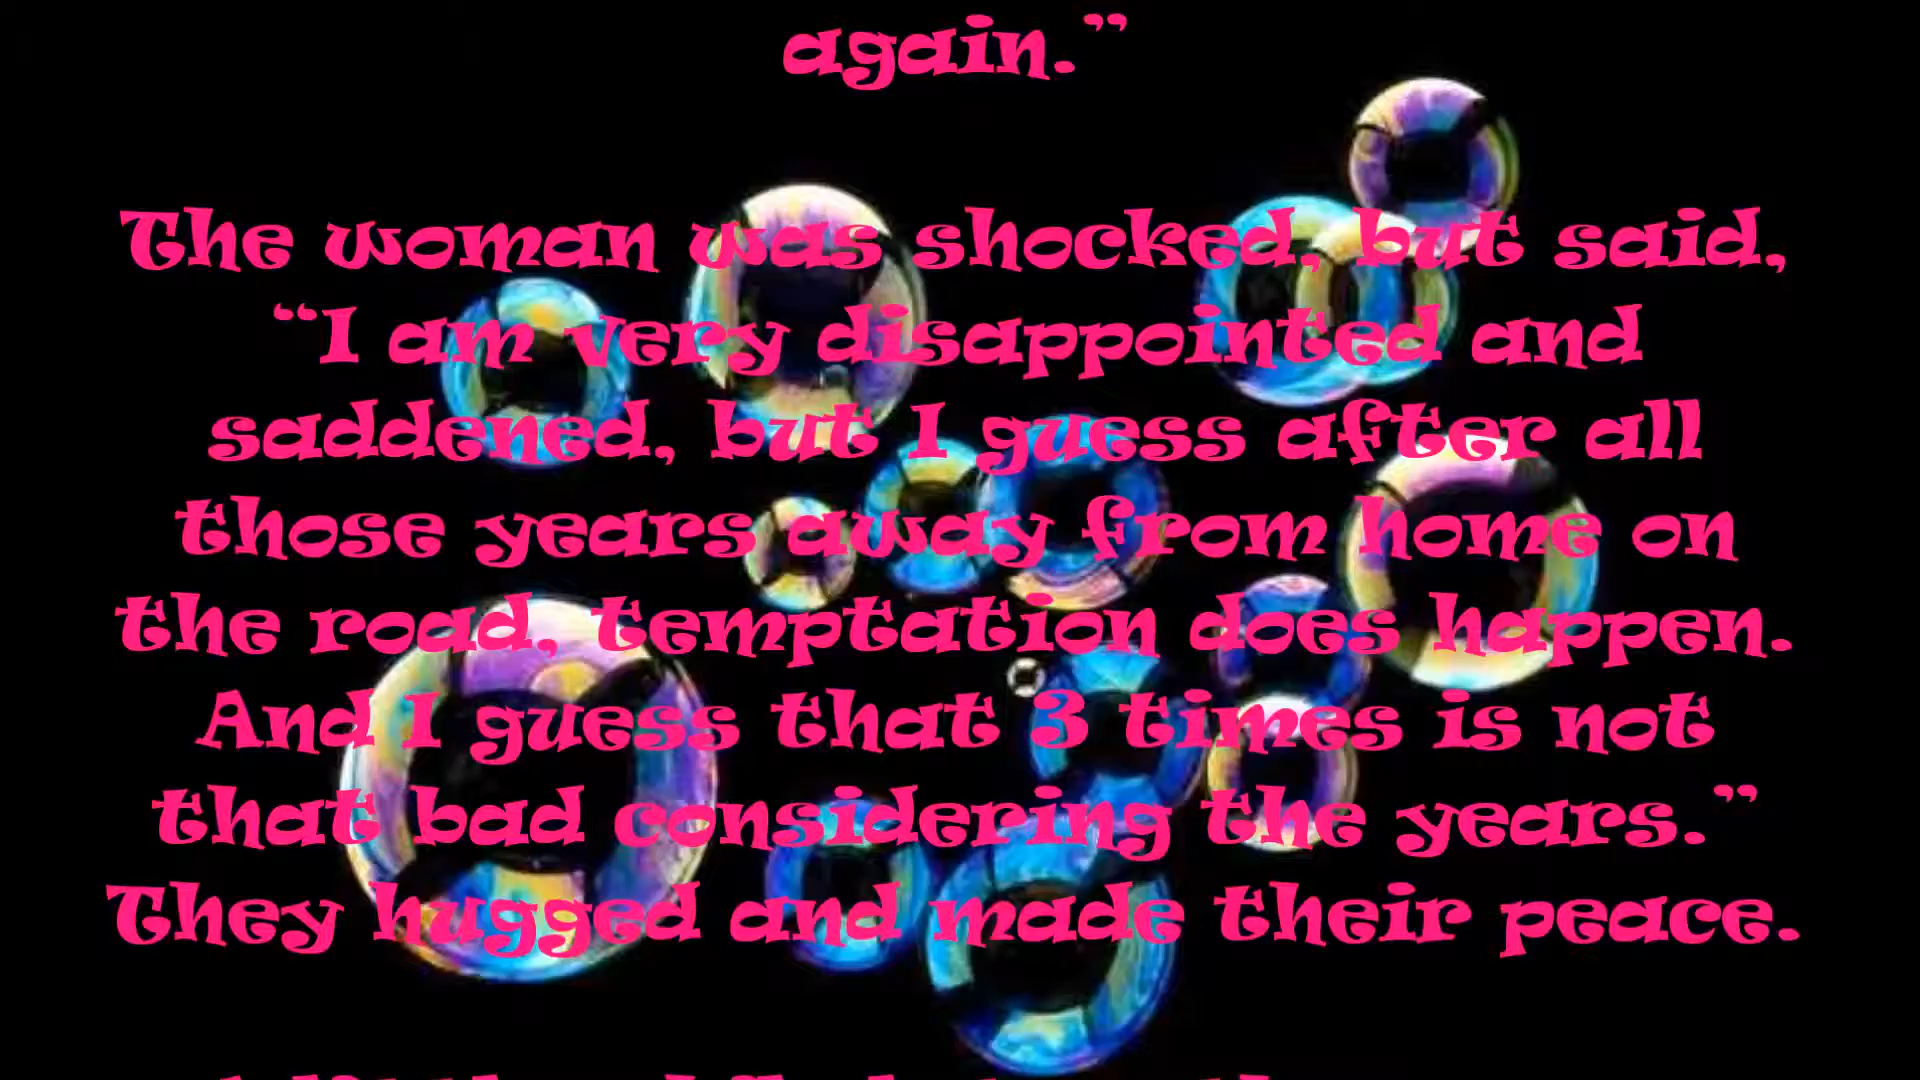 again.”
The woman was shocked, but said,
“I am very disappointed and
saddened, but I guess after all
those years away from home on
the road, temptation does happen.
And I guess that 3 times is not
that bad considering the years.”
They hugged and made their peace.